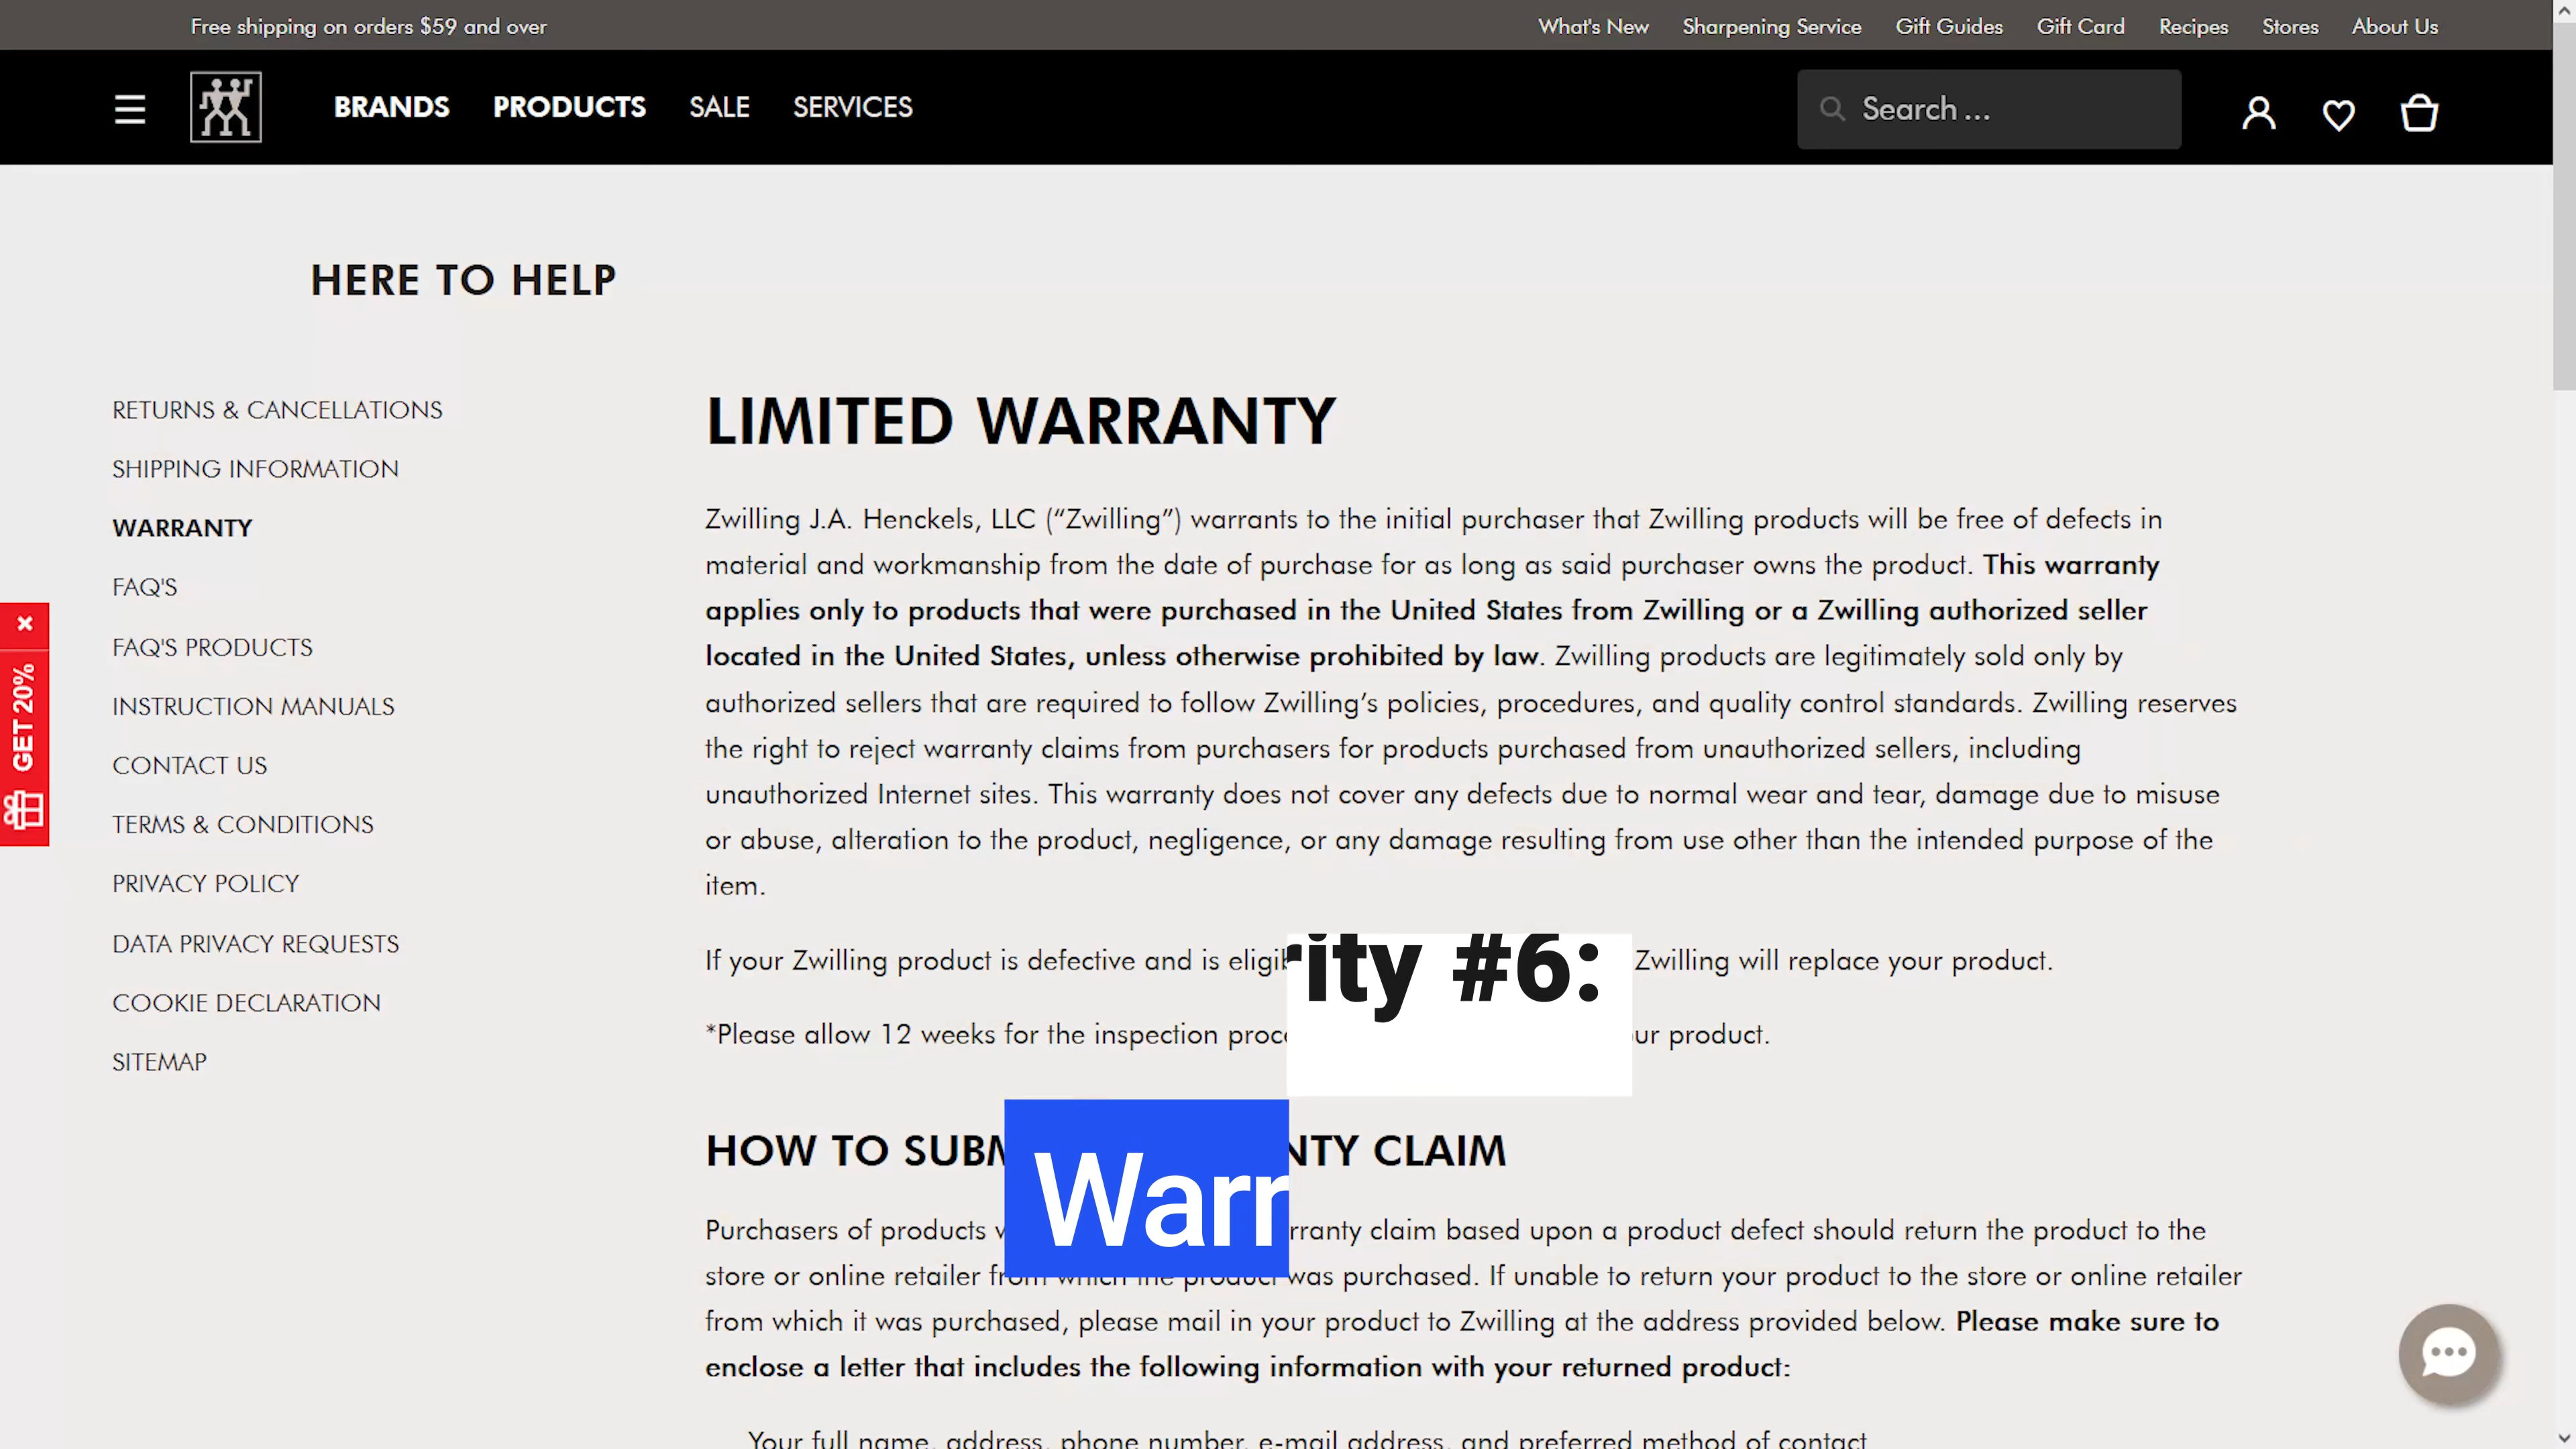 Free shipping on orders $59 and over
What's New Sharpening Service Gift Guides Gift Card Recipes Stores About Us
BRANDS PRODUCTS SALE SERVICES
Search ...
HERE TO HELP
RETURNS & CANCELLATIONS
SHIPPING INFORMATION
WARRANTY
FAQ'S
FAQ'S PRODUCTS
INSTRUCTION MANUALS
CONTACT US
TERMS & CONDITIONS
PRIVACY POLICY
DATA PRIVACY REQUESTS
COOKIE DECLARATION
SITEMAP
× GET 20%
LIMITED WARRANTY
Zwilling J.A. Henckels, LLC (“Zwilling”) warrants to the initial purchaser that Zwilling products will be free of defects in
material and workmanship from the date of purchase for as long as said purchaser owns the product. This warranty
applies only to products that were purchased in the United States from Zwilling or a Zwilling authorized seller
located in the United States, unless otherwise prohibited by law. Zwilling products are legitimately sold only by
authorized sellers that are required to follow Zwilling’s policies, procedures, and quality control standards. Zwilling reserves
the right to reject warranty claims from purchasers for products purchased from unauthorized sellers, including
unauthorized Internet sites. This warranty does not cover any defects due to normal wear and tear, damage due to misuse
or abuse, alteration to the product, negligence, or any damage resulting from use other than the intended purpose of the
item.
If your Zwilling product is defective and is Zwilling will replace your product.
rity #6:
*Please allow 12 weeks for the inspection product.
HOW TO CLAIM
Warr
Purchasers of products claim based upon a product defect should return the product to the
store or online retailer from which the product was purchased. If unable to return your product to the store or online retailer
from which it was purchased, please mail in your product to Zwilling at the address provided below. Please make sure to
enclose a letter that includes the following information with your returned product:
Your full name, address, phone number, e-mail address, and preferred method of contact